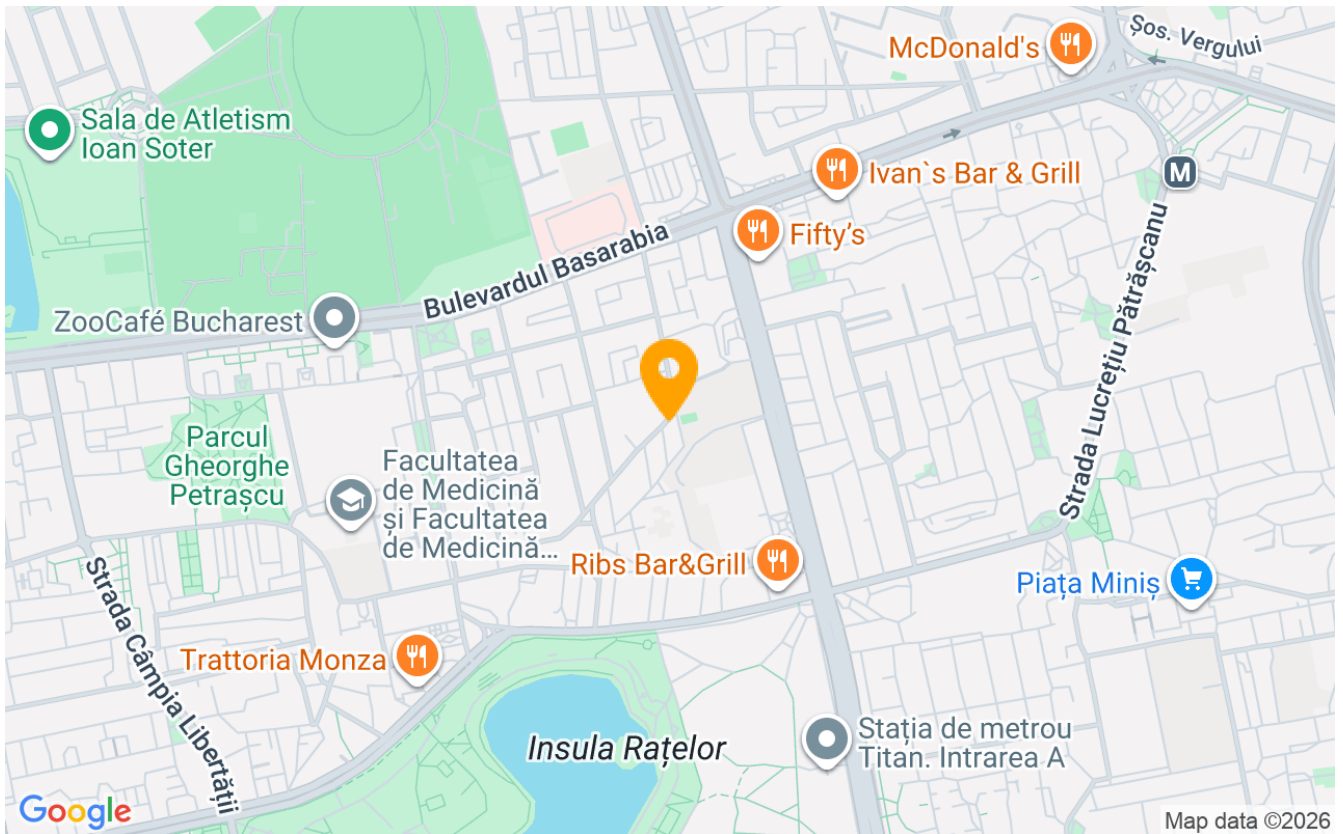 McDonald's
Șos. Vergului
Sala de Atletism
Ioan Soter
M
Ivan`s Bar & Grill
Fifty’s
Bulevardul Basarabia
ZooCafé Bucharest
Strada Lucrețiu Pătrășcanu
Parcul
Gheorghe
Petrașcu
Facultatea
de Medicină
și Facultatea
de Medicină...
Ribs Bar&Grill
Piața Miniș
Strada Câmpia Libertății
Trattoria Monza
Insula Rațelor
Stația de metrou
Titan. Intrarea A
Google
Map data ©2026